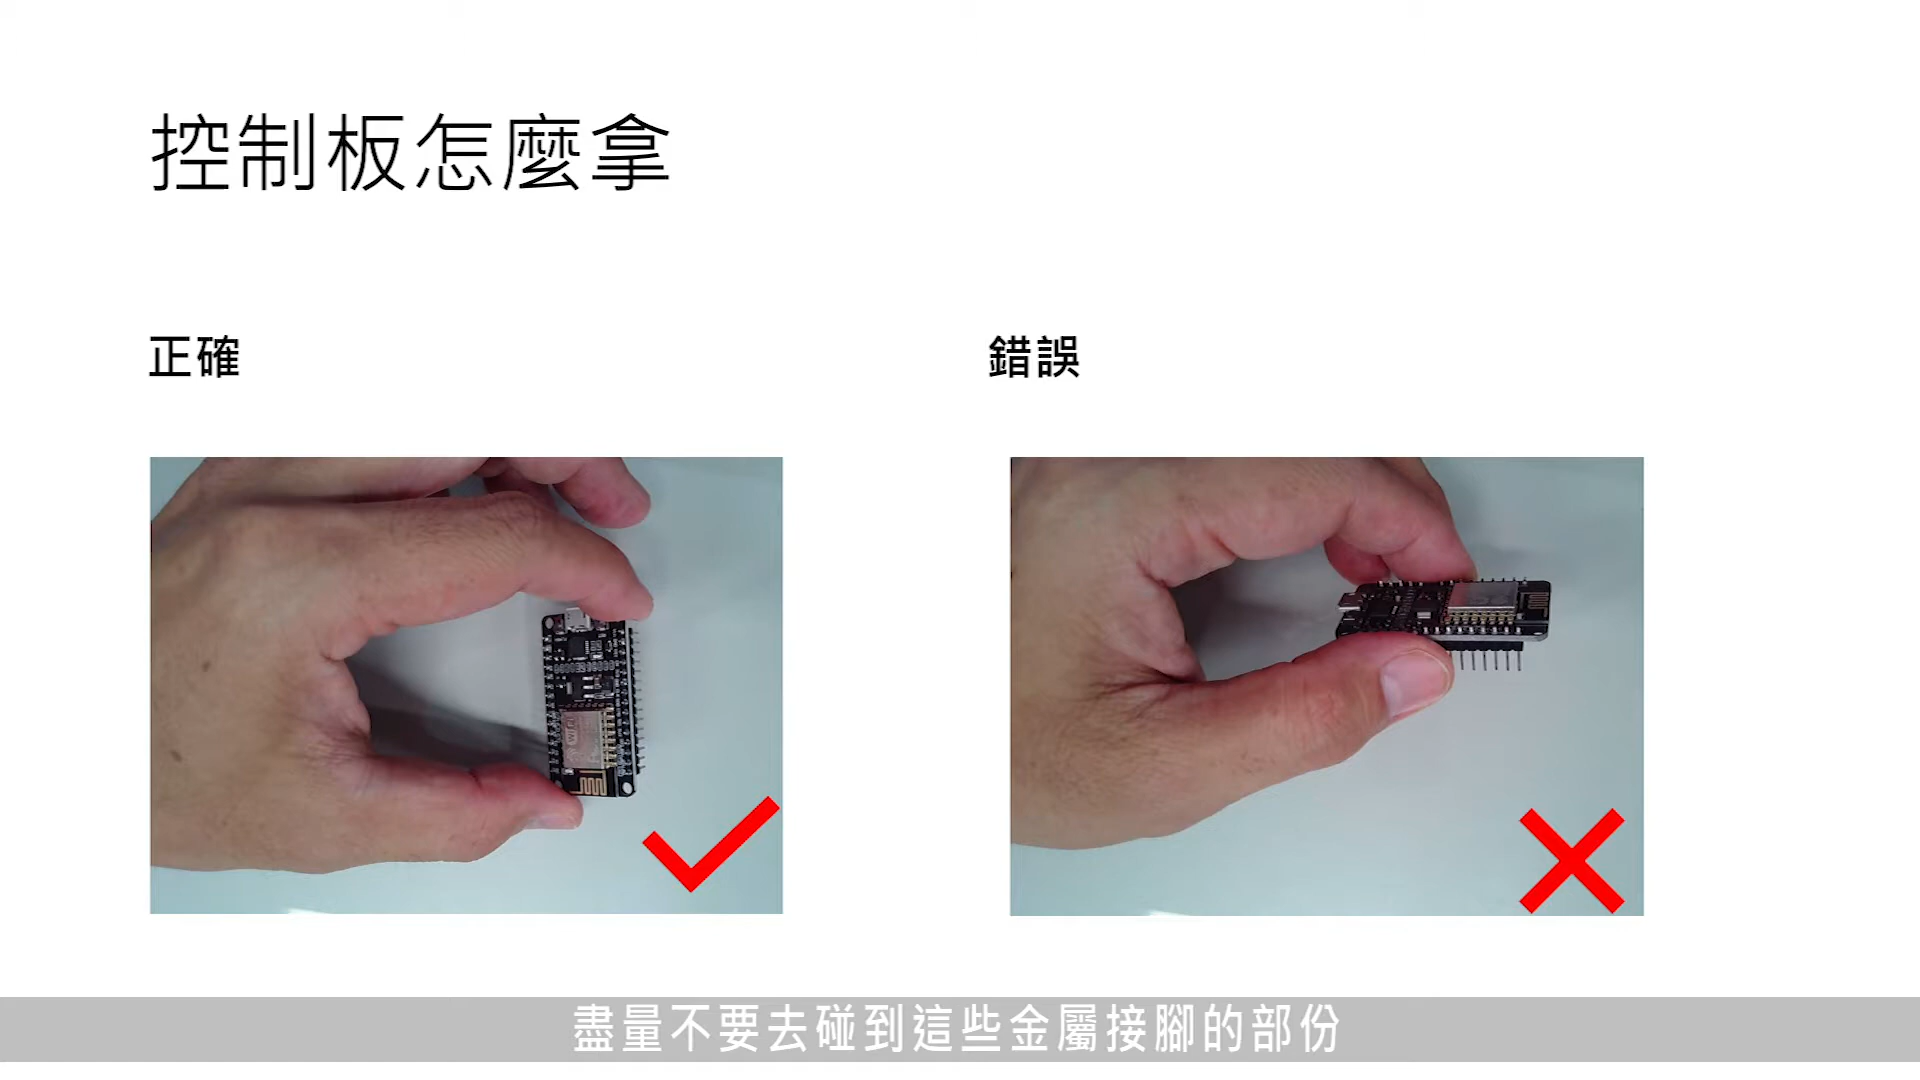 控制板怎麼拿
正確
錯誤
盡量不要去碰到這些金屬接腳的部份